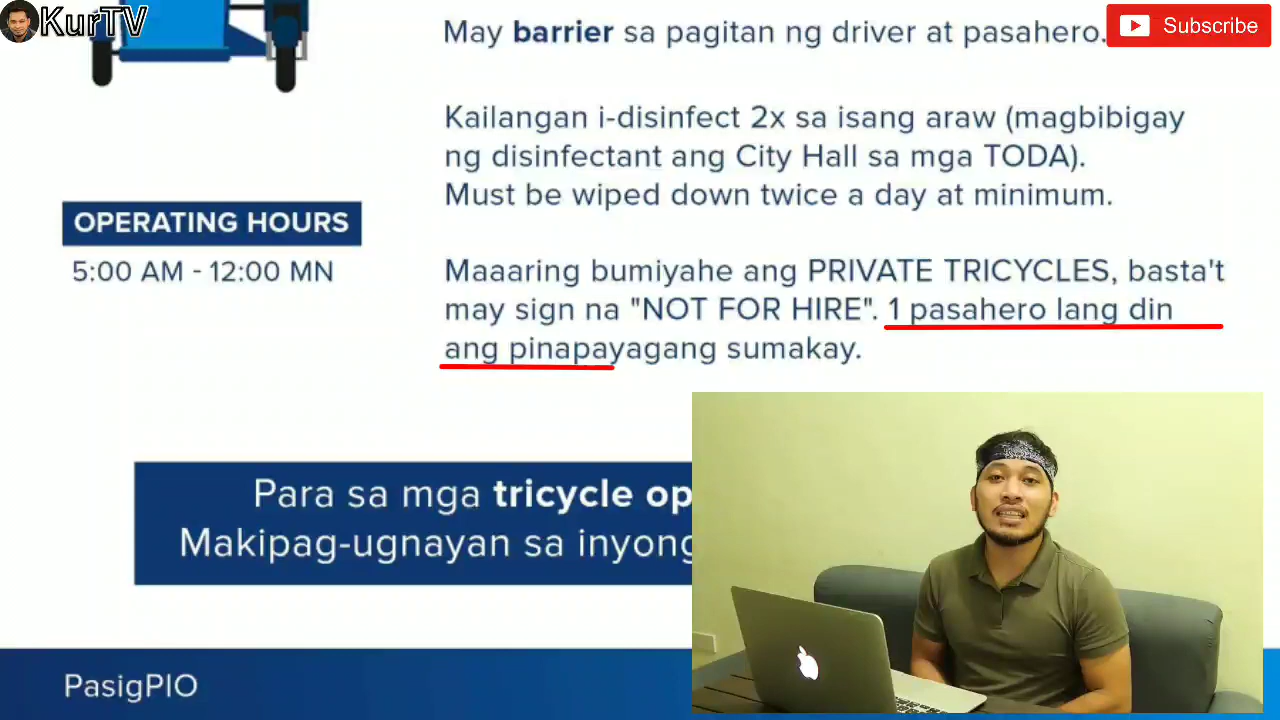 KurTV
Subscribe
May barrier sa pagitan ng driver at pasahero.
Kailangan i-disinfect 2x sa isang araw (magbibigay
ng disinfectant ang City Hall sa mga TODA).
Must be wiped down twice a day at minimum.
OPERATING HOURS
5:00 AM - 12:00 MN
Maaaring bumiyahe ang PRIVATE TRICYCLES, basta't
may sign na "NOT FOR HIRE". 1 pasahero lang din
ang pinapayagang sumakay.
Para sa mga tricycle op
Makipag-ugnayan sa inyong
PasigPIO